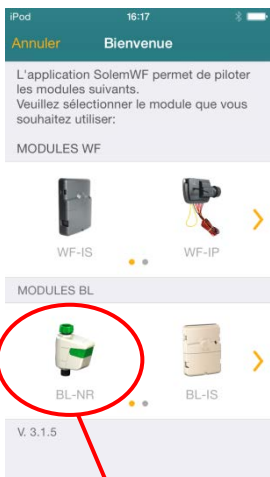 iPod 16:17
Annuler Bienvenue
L'application SolemWF permet de piloter
les modules suivants.
Veuillez sélectionner le module que vous
souhaitez utiliser:
MODULES WF
WF-IS WF-IP
MODULES BL
BL-NR BL-IS
V. 3.1.5